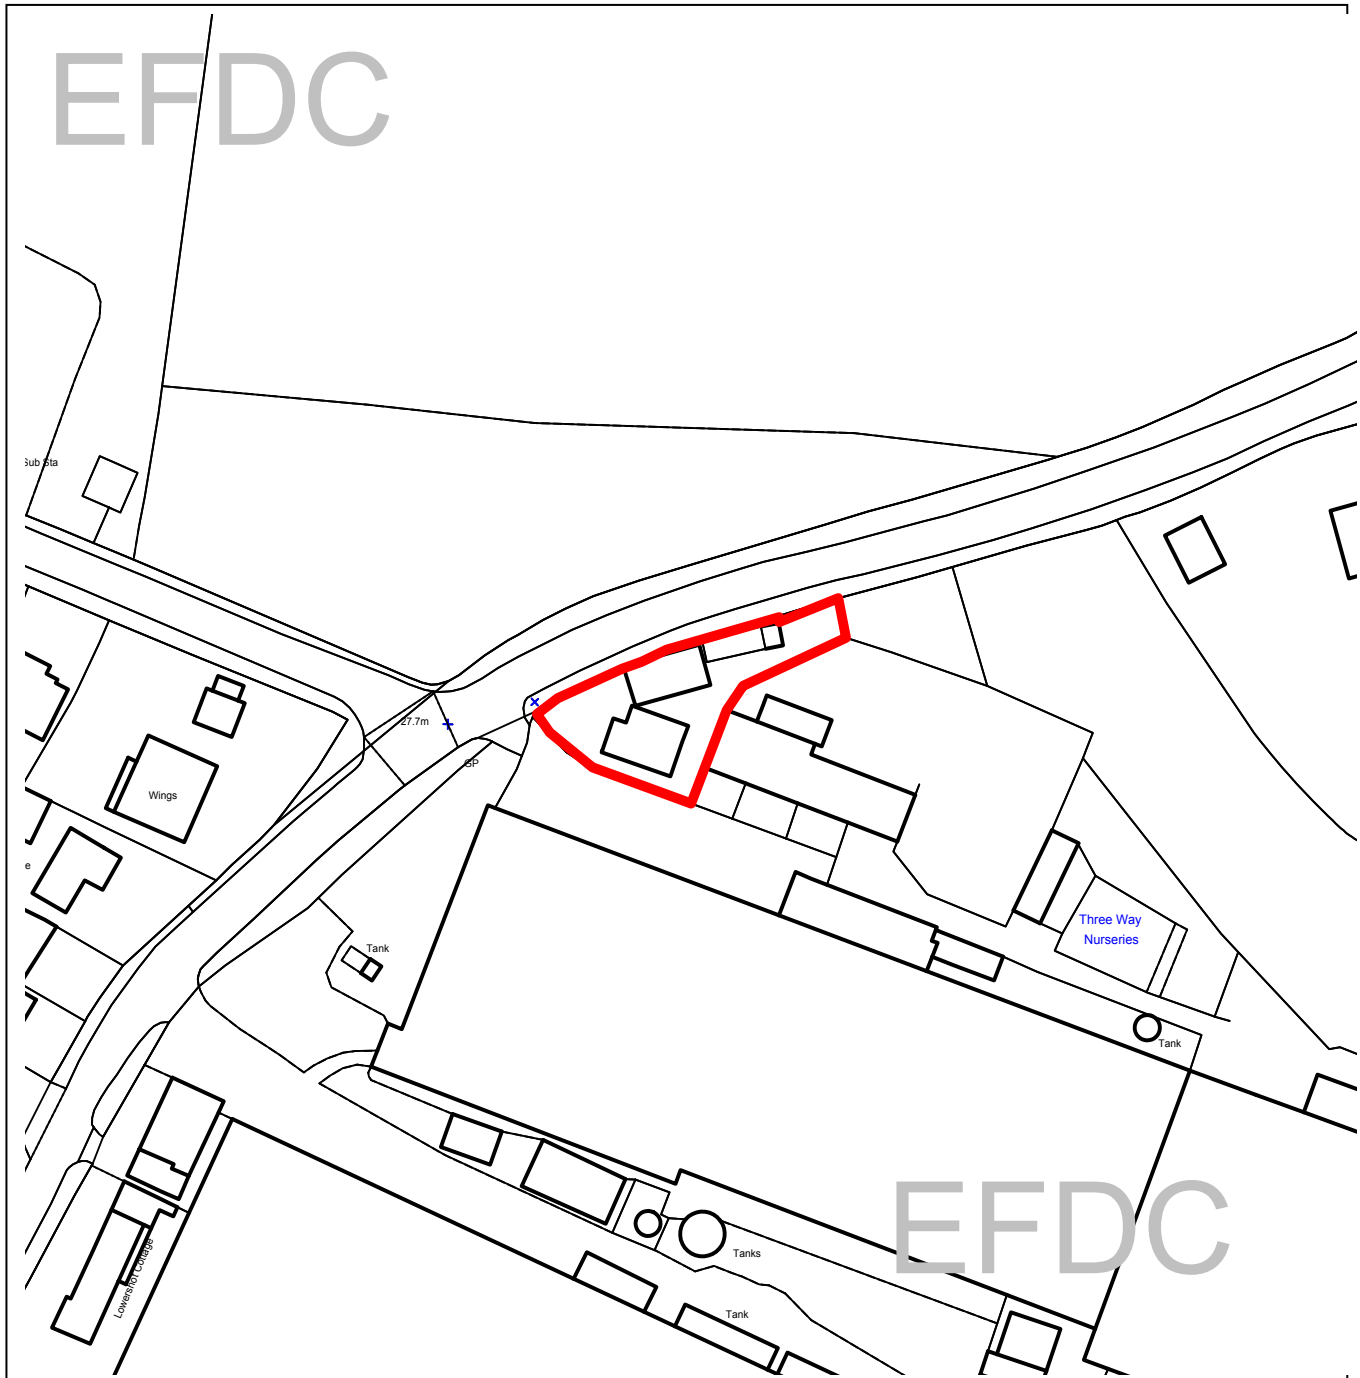 EFDC
Sub Sta
27.7m
GP
Wings
e
Tank
Three Way
Nurseries
Tank
EFDC
Tanks
Lowershot Cottage
Tank